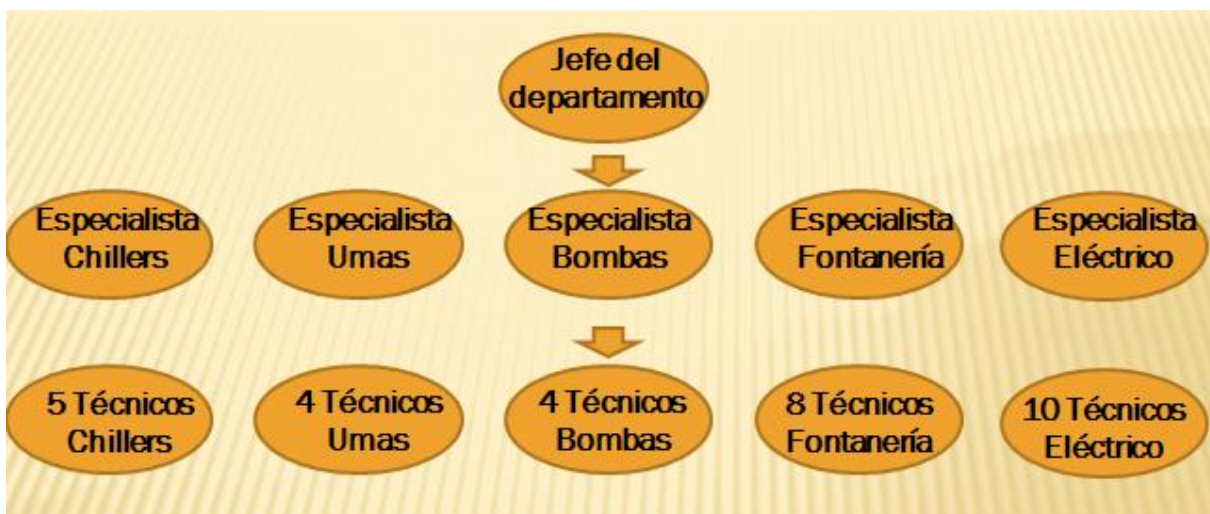 Jefe del
departamento
Especialista
Chillers
Especialista
Umas
Especialista
Bombas
Especialista
Fontanería
Especialista
Eléctrico
5 Técnicos
Chillers
4 Técnicos
Umas
4 Técnicos
Bombas
8 Técnicos
Fontanería
10 Técnicos
Eléctrico